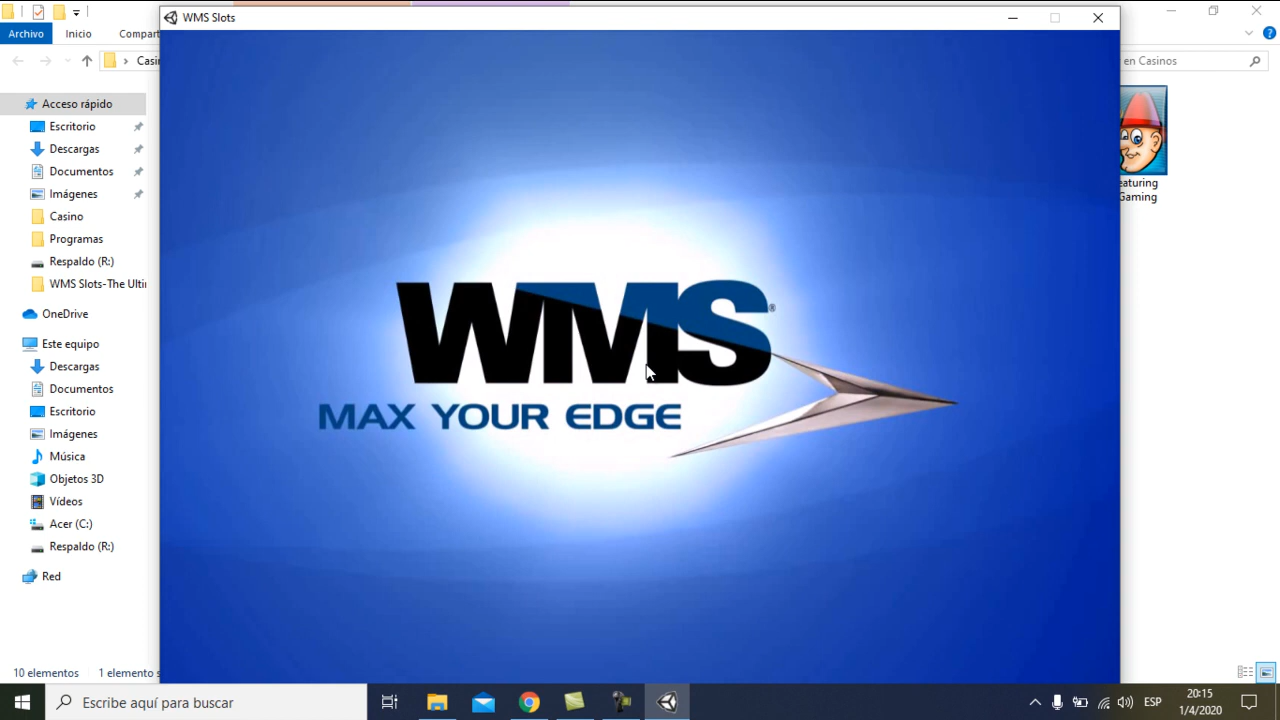 WMS Slots
Archivo
Inicio
Compart
Casi
en Casinos
Acceso rápido
Escritorio
Descargas
Documentos
Imágenes
Casino
Programas
Respaldo (R:)
WMS Slots-The Ulti
OneDrive
Este equipo
Descargas
Documentos
Escritorio
Imágenes
Música
Objetos 3D
Vídeos
Acer (C:)
Respaldo (R:)
Red
10 elementos
1 elemento s
WMS®
MAX YOUR EDGE
eaturing
Gaming
Escribe aquí para buscar
ESP
20:15
1/4/2020